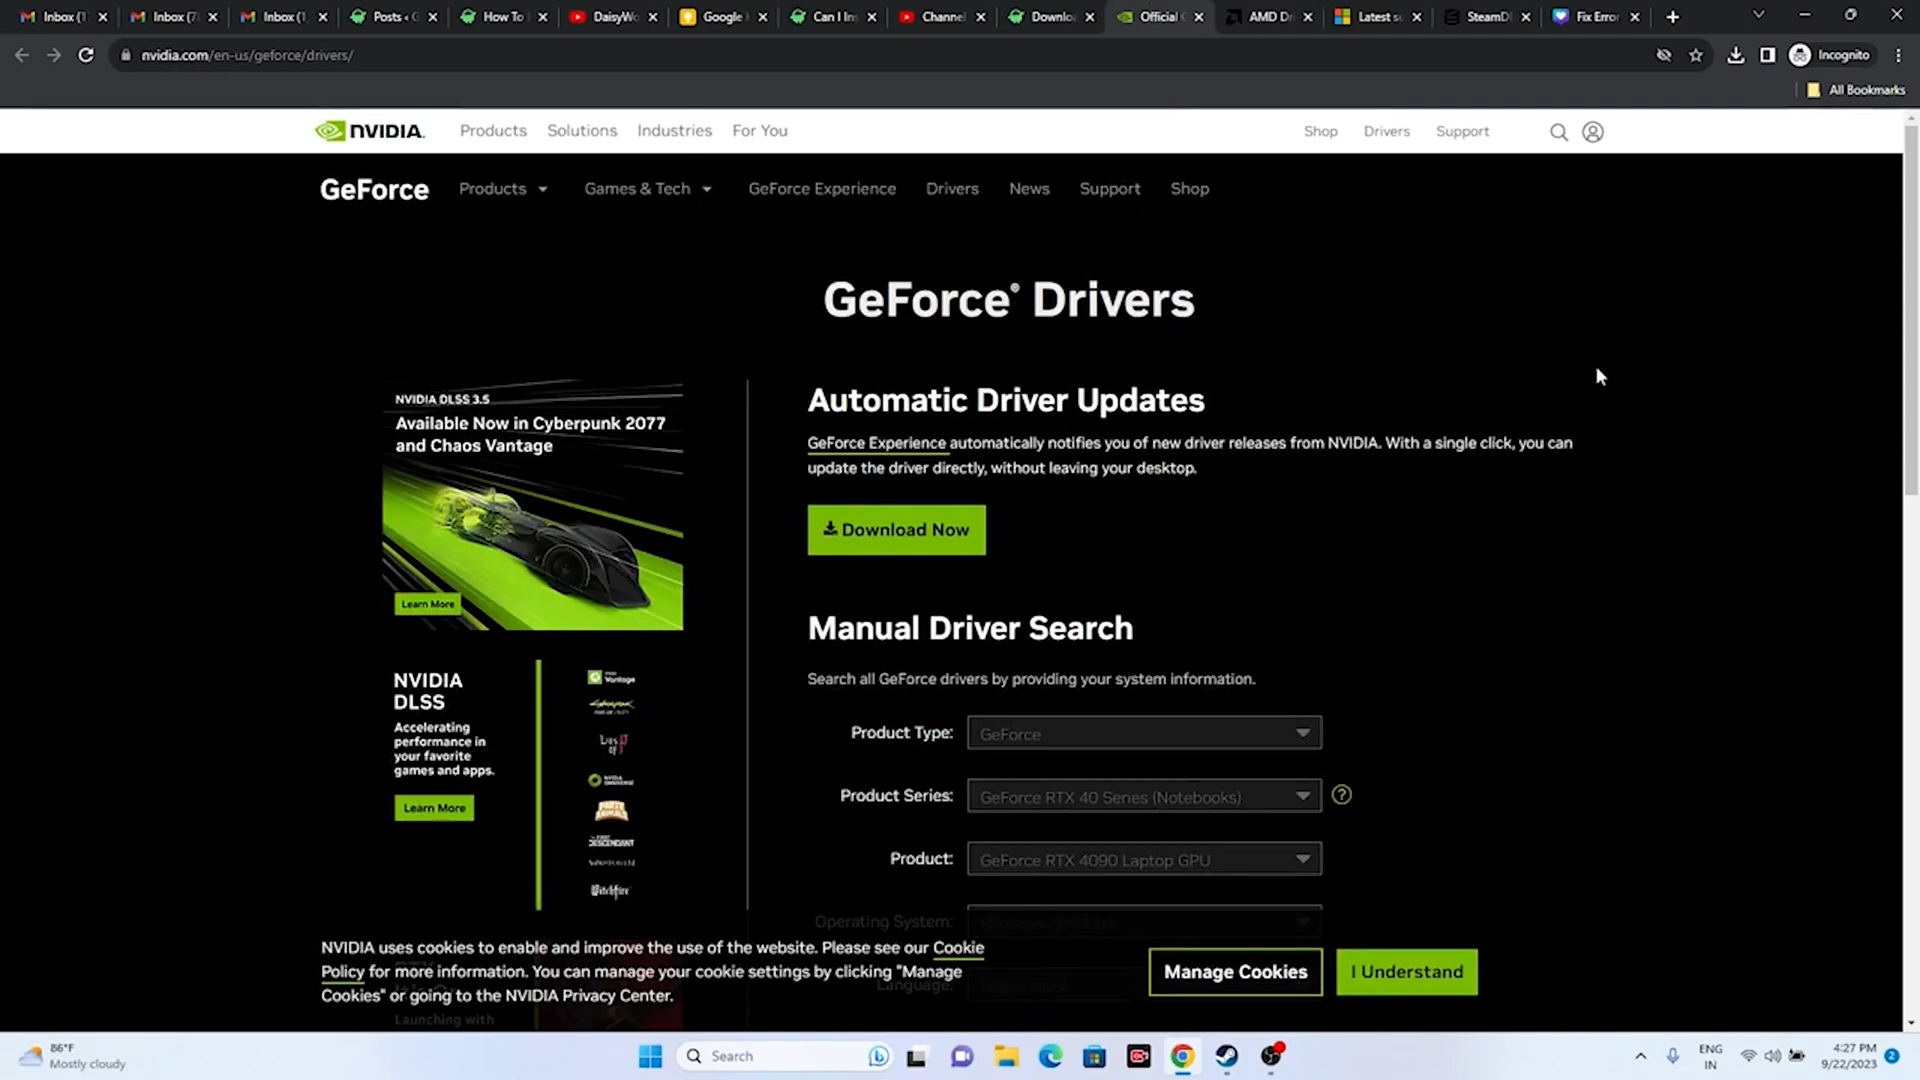 Inbox (1
Inbox (7
Inbox (1,
Posts ‹ G
How To
DaisyWo
Google
Can I Ins
Channel
Downlo
Official G
AMD Dr
Latest su
SteamD
Fix Error
nvidia.com/en-us/geforce/drivers/
Incognito
All Bookmarks
NVIDIA.
Products
Solutions
Industries
For You
Shop
Drivers
Support
GeForce
Products
Games & Tech
GeForce Experience
Drivers
News
Support
Shop
GeForce® Drivers
NVIDIA DLSS 3.5
Available Now in Cyberpunk 2077
and Chaos Vantage
Learn More
Automatic Driver Updates
GeForce Experience automatically notifies you of new driver releases from NVIDIA. With a single click, you can
update the driver directly, without leaving your desktop.
Download Now
NVIDIA
DLSS
Accelerating
performance in
your favorite
games and apps.
Learn More
Vantage
DESCENDANT
Witchfire
Manual Driver Search
Search all GeForce drivers by providing your system information.
Product Type:
GeForce
Product Series:
GeForce RTX 40 Series (Notebooks)
?
Product:
GeForce RTX 4090 Laptop GPU
Operating System:
Language:
NVIDIA uses cookies to enable and improve the use of the website. Please see our Cookie
Policy for more information. You can manage your cookie settings by clicking "Manage
Cookies" or going to the NVIDIA Privacy Center.
Manage Cookies
I Understand
Launching with
86°F
Mostly cloudy
Search
ENG
IN
4:27 PM
9/22/2023
2